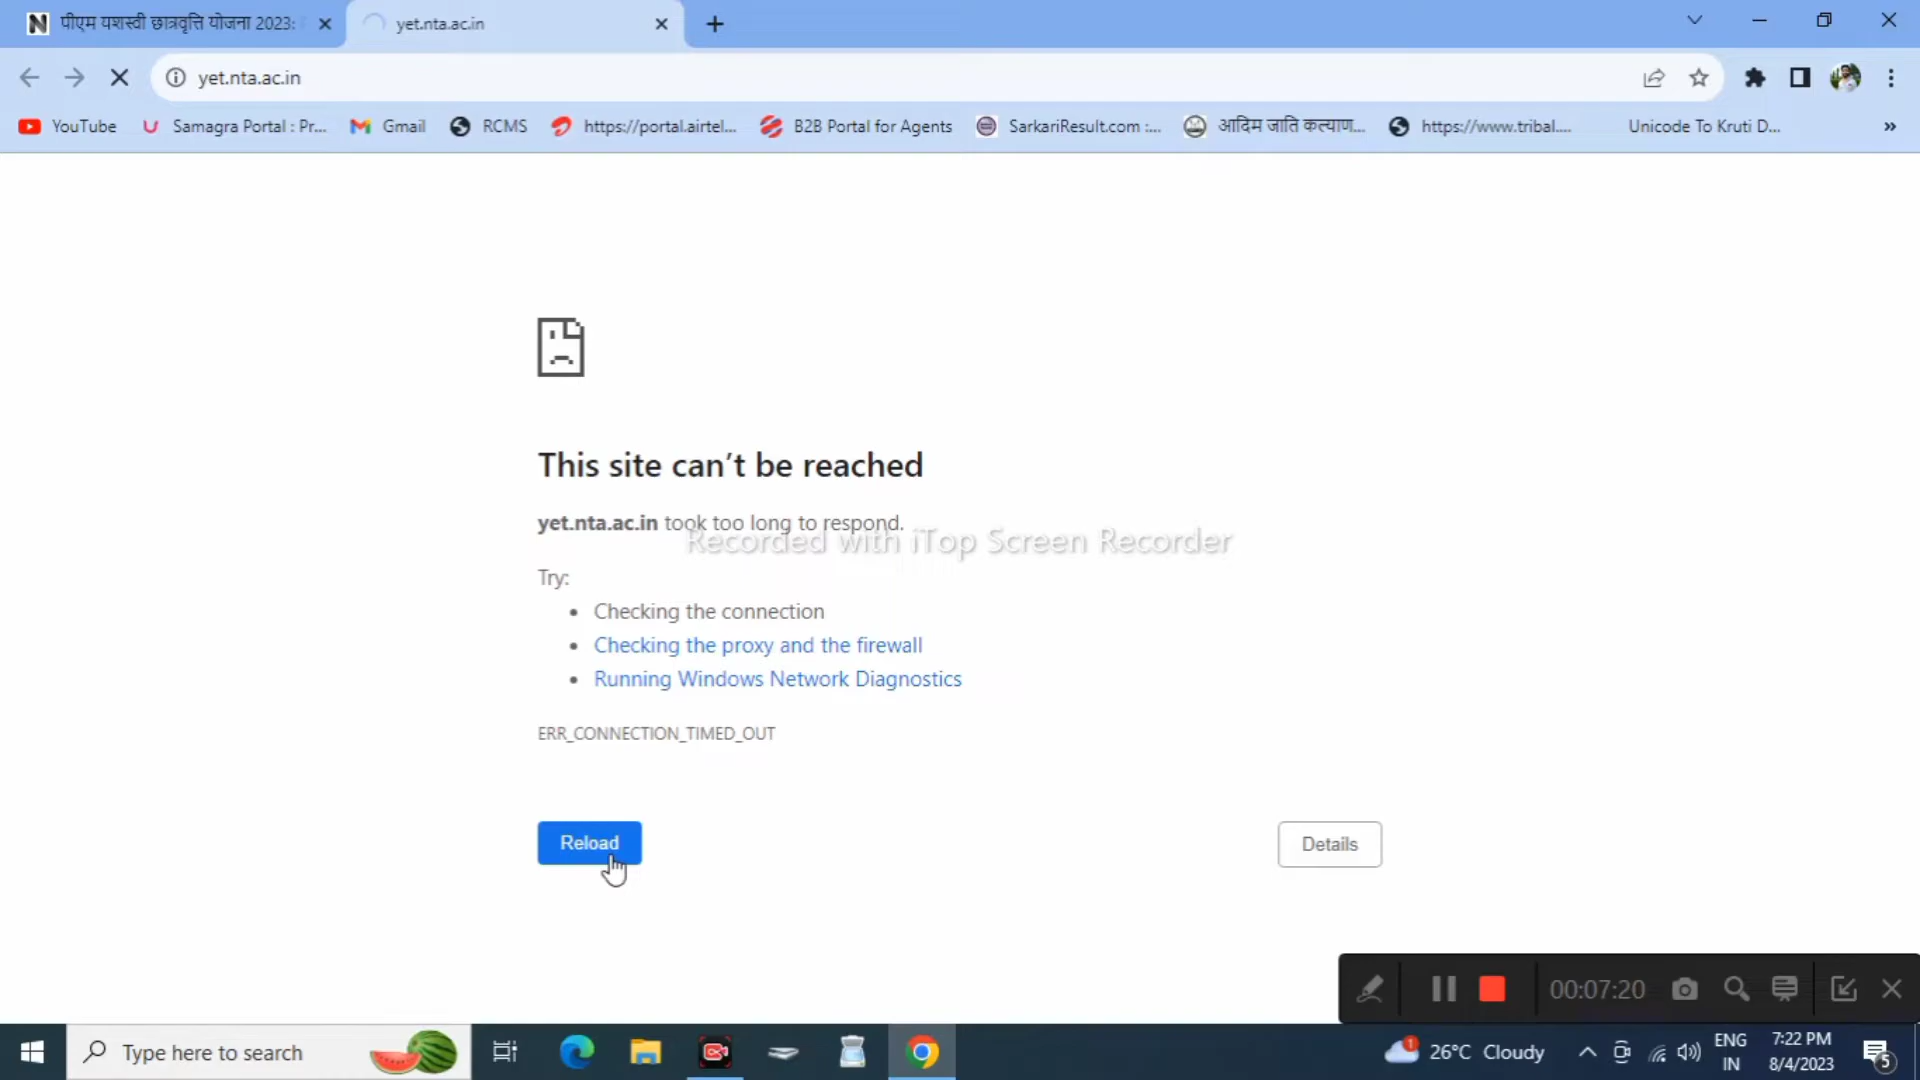 पीएम यशस्वी छात्रवृत्ति योजना 2023:
yet.nta.ac.in
yet.nta.ac.in
YouTube
Samagra Portal : Pr...
Gmail
RCMS
https://portal.airtel...
B2B Portal for Agents
SarkariResult.com :...
आदिम जाति कल्याण...
https://www.tribal....
Unicode To Kruti D...
»
This site can't be reached
yet.nta.ac.in took too long to respond.
Recorded with iTop Screen Recorder
Try:
• Checking the connection
• Checking the proxy and the firewall
• Running Windows Network Diagnostics
ERR_CONNECTION_TIMED_OUT
Reload
Details
00:07:20
Type here to search
1
26°C Cloudy
ENG
IN
7:22 PM
8/4/2023
5